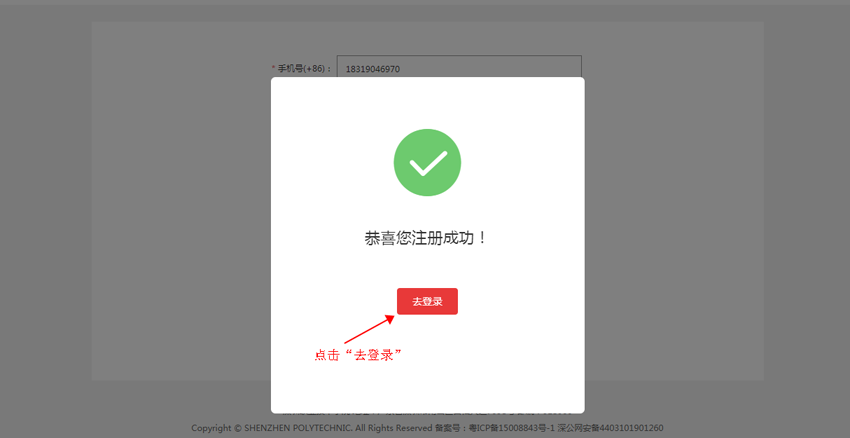 * 手机号(+86)： 18319046970
恭喜您注册成功！
去登录
点击“去登录”
Copyright © SHENZHEN POLYTECHNIC. All Rights Reserved 备案号：粤ICP备15008843号-1 深公网安备4403101901260